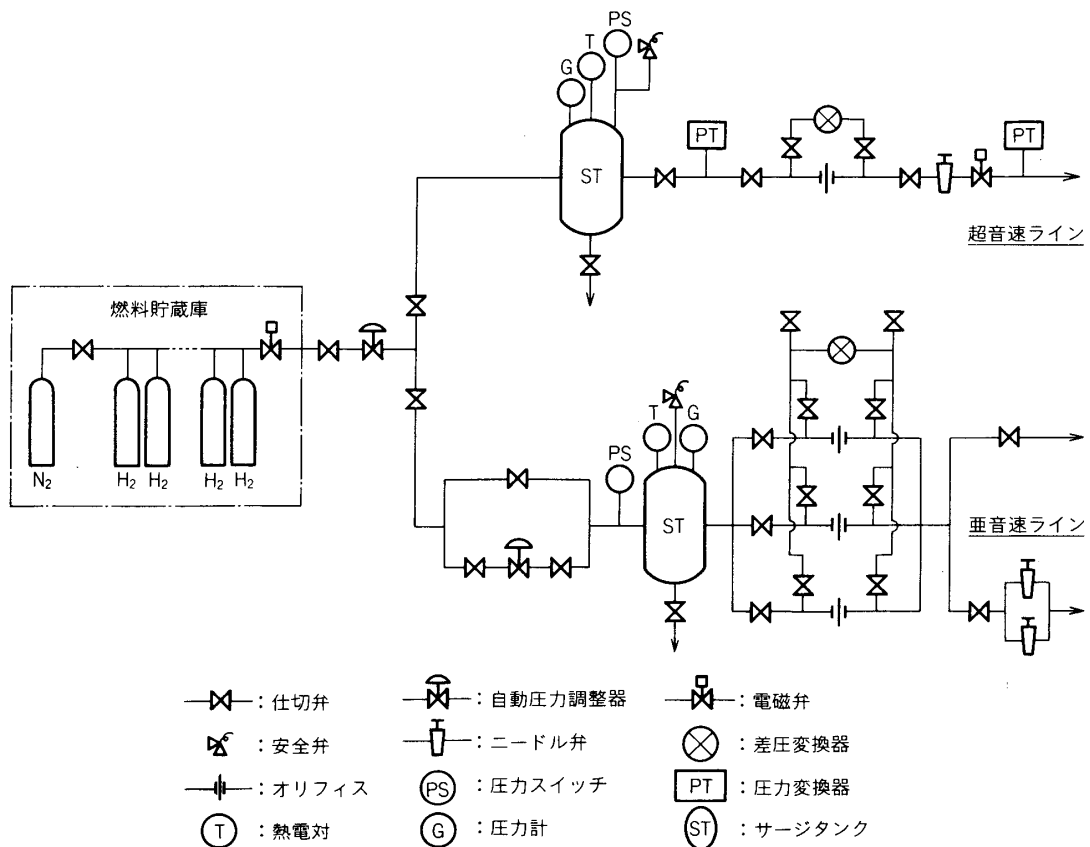 PS
T
G
PT
PT
ST
超音速ライン
燃料貯蔵庫
N₂
H₂ H₂
H₂ H₂
T
G
PS
ST
亜音速ライン
：仕切弁
：自動圧力調整器
：電磁弁
：安全弁
：ニードル弁
：差圧変換器
：オリフィス
PS ：圧力スイッチ
PT ：圧力変換器
T ：熱電対
G ：圧力計
ST ：サージタンク